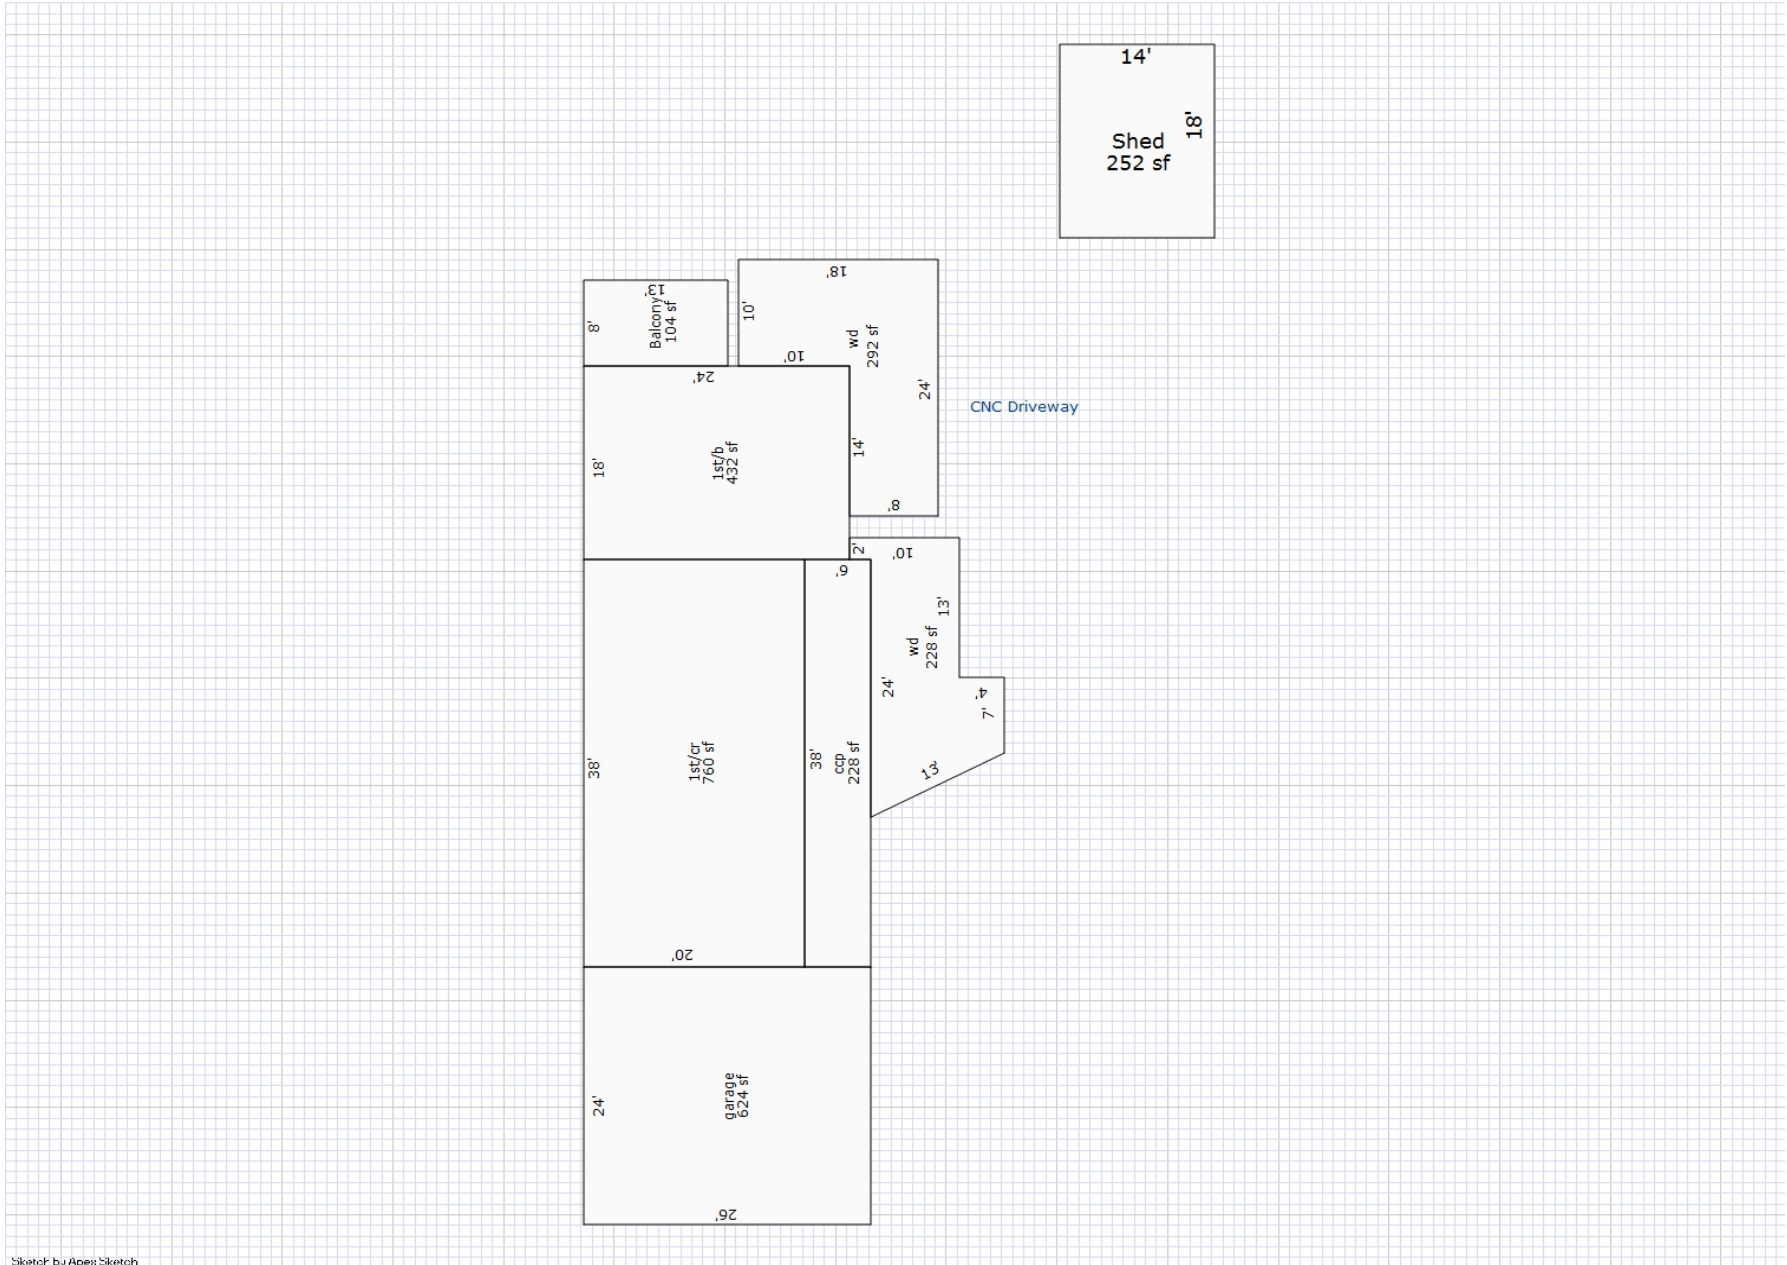 14'
18'
Shed
252 sf
18'
13'
Balcony
104 sf
8'
10'
wd
292 sf
10'
24'
24'
CNC Driveway
14'
18'
1st/b
432 sf
8'
2'
10'
6'
13'
wd
228 sf
24'
4'
7'
13'
38'
1st/cr
760 sf
38'
ccp
228 sf
20'
24'
garage
624 sf
26'
Sketch by Apex Sketch